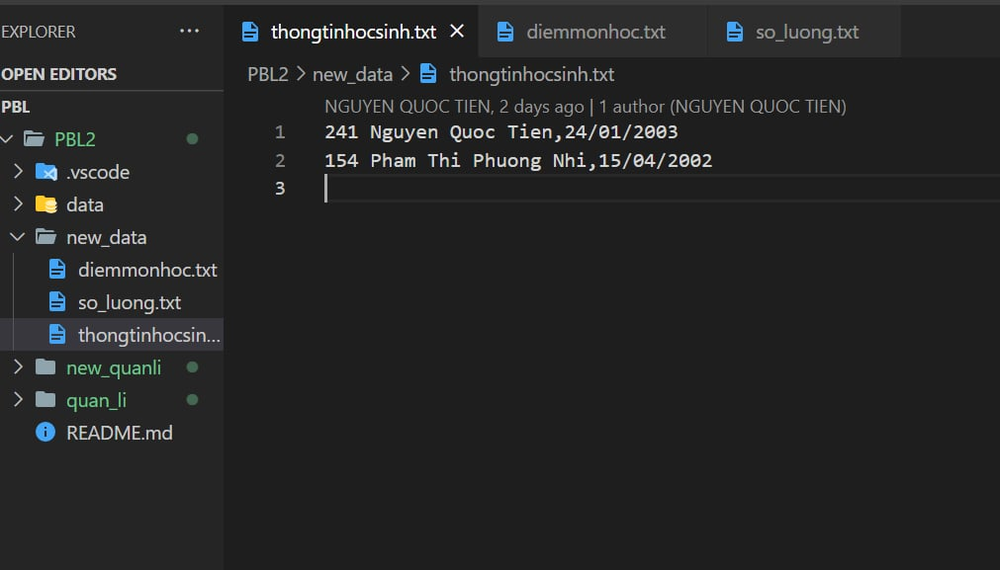 EXPLORER
...
OPEN EDITORS
PBL
PBL2
.vscode
data
new_data
diemmonhoc.txt
so_luong.txt
thongtinhocsin...
new_quanli
quan_li
README.md
thongtinhocsinh.txt diemmonhoc.txt so_luong.txt
PBL2 > new_data > thongtinhocsinh.txt
NGUYEN QUOC TIEN, 2 days ago | 1 author (NGUYEN QUOC TIEN)
1 241 Nguyen Quoc Tien,24/01/2003
2 154 Pham Thi Phuong Nhi,15/04/2002
3